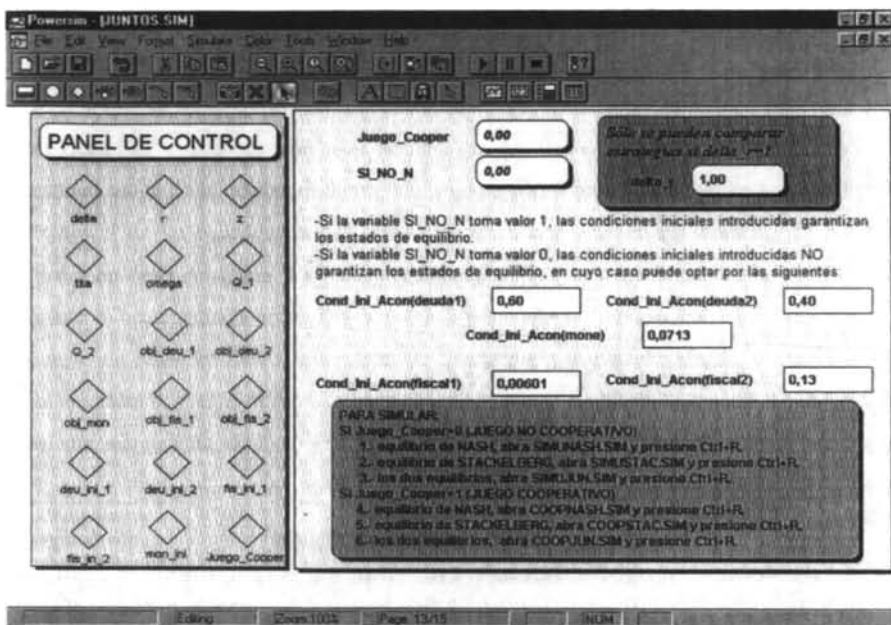 Powersim - [JUNTOS.SIM]
File Edit View Format Simulate Color Tools Window Help
PANEL DE CONTROL
delta r z
tita omega Q_1
Q_2 obj_deu_1 obj_deu_2
obj_mon obj_fis_1 obj_fis_2
deu_ini_1 deu_ini_2 fis_ini_1
fis_in_2 mon_ini Juego_Cooper
Juego_Cooper 0,00
SI_NO_N 0,00
Sólo se pueden comparar
estrategias si delta_r=1
delta_r 1,00
-Si la variable SI_NO_N toma valor 1, las condiciones iniciales introducidas garantizan
los estados de equilibrio.
-Si la variable SI_NO_N toma valor 0, las condiciones iniciales introducidas NO
garantizan los estados de equilibrio, en cuyo caso puede optar por las siguientes:
Cond_Ini_Acon(deuda1) 0,60 Cond_Ini_Acon(deuda2) 0,40
Cond_Ini_Acon(mone) 0,0713
Cond_Ini_Acon(fiscal1) 0,00601 Cond_Ini_Acon(fiscal2) 0,13
PARA SIMULAR:
SI Juego_Cooper=0 (JUEGO NO COOPERATIVO)
1.- equilibrio de NASH, abra SIMUNASH.SIM y presione Ctrl+R.
2.- equilibrio de STACKELBERG, abra SIMUSTAC.SIM y presione Ctrl+R.
3.- los dos equilibrios, abra SIMUJUN.SIM y presione Ctrl+R.
SI Juego_Cooper=1 (JUEGO COOPERATIVO)
4.- equilibrio de NASH, abra COOPNASH.SIM y presione Ctrl+R.
5.- equilibrio de STACKELBERG, abra COOPSTAC.SIM y presione Ctrl+R.
6.- los dos equilibrios, abra COOPJUN.SIM y presione Ctrl+R.
Editing Zoom:100% Page: 13/15 NUM